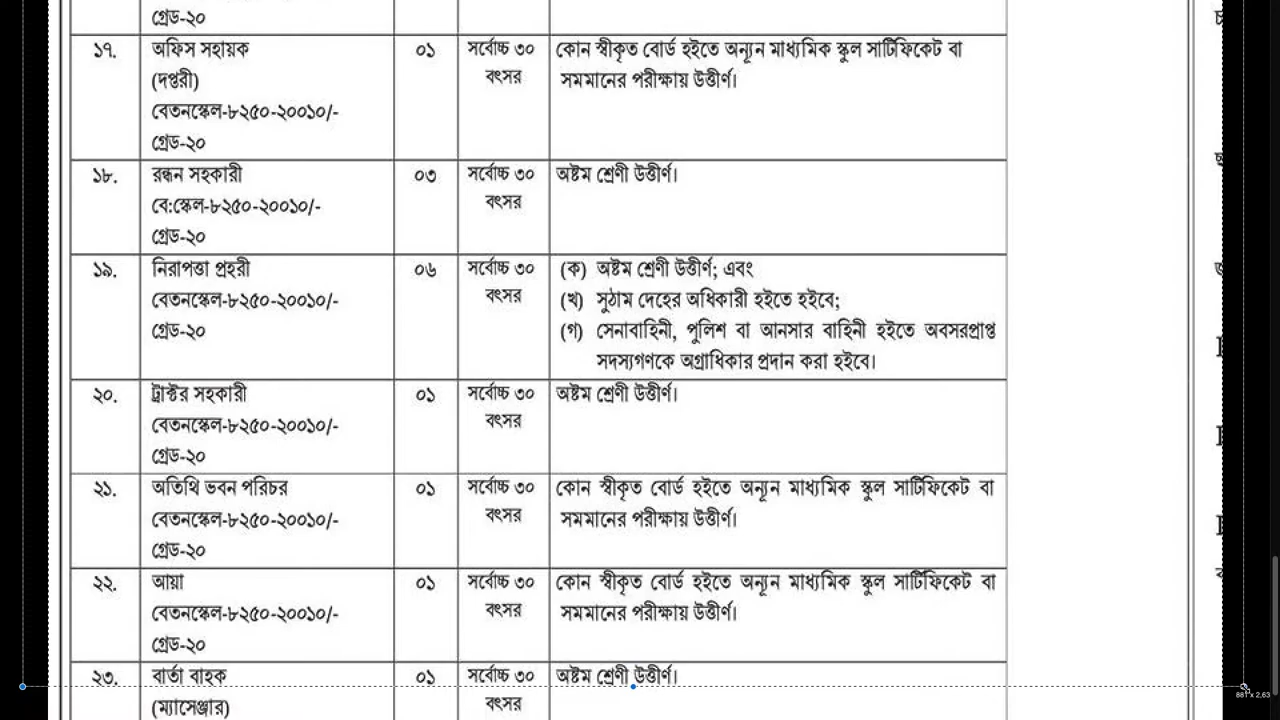 গ্রেড-২০
১৭.
অফিস সহায়ক
(দপ্তরী)
বেতনস্কেল-৮২৫০-২০০১০/-
গ্রেড-২০
০১
সর্বোচ্চ ৩০
বৎসর
কোন স্বীকৃত বোর্ড হইতে অন্যূন মাধ্যমিক স্কুল সার্টিফিকেট বা
সমমানের পরীক্ষায় উত্তীর্ণ।
১৮.
রন্ধন সহকারী
বে:স্কেল-৮২৫০-২০০১০/-
গ্রেড-২০
০৩
সর্বোচ্চ ৩০
বৎসর
অষ্টম শ্রেণী উত্তীর্ণ।
১৯.
নিরাপত্তা প্রহরী
বেতনস্কেল-৮২৫০-২০০১০/-
গ্রেড-২০
০৬
সর্বোচ্চ ৩০
বৎসর
(ক) অষ্টম শ্রেণী উত্তীর্ণ; এবং
(খ) সুঠাম দেহের অধিকারী হইতে হইবে;
(গ) সেনাবাহিনী, পুলিশ বা আনসার বাহিনী হইতে অবসরপ্রাপ্ত
সদস্যগণকে অগ্রাধিকার প্রদান করা হইবে।
২০.
ট্রাক্টর সহকারী
বেতনস্কেল-৮২৫০-২০০১০/-
গ্রেড-২০
০১
সর্বোচ্চ ৩০
বৎসর
অষ্টম শ্রেণী উত্তীর্ণ।
২১.
অতিথি ভবন পরিচর
বেতনস্কেল-৮২৫০-২০০১০/-
গ্রেড-২০
০১
সর্বোচ্চ ৩০
বৎসর
কোন স্বীকৃত বোর্ড হইতে অন্যূন মাধ্যমিক স্কুল সার্টিফিকেট বা
সমমানের পরীক্ষায় উত্তীর্ণ।
২২.
আয়া
বেতনস্কেল-৮২৫০-২০০১০/-
গ্রেড-২০
০১
সর্বোচ্চ ৩০
বৎসর
কোন স্বীকৃত বোর্ড হইতে অন্যূন মাধ্যমিক স্কুল সার্টিফিকেট বা
সমমানের পরীক্ষায় উত্তীর্ণ।
২৩.
বার্তা বাহক
(ম্যাসেঞ্জার)
০১
সর্বোচ্চ ৩০
বৎসর
অষ্টম শ্রেণী উত্তীর্ণ।